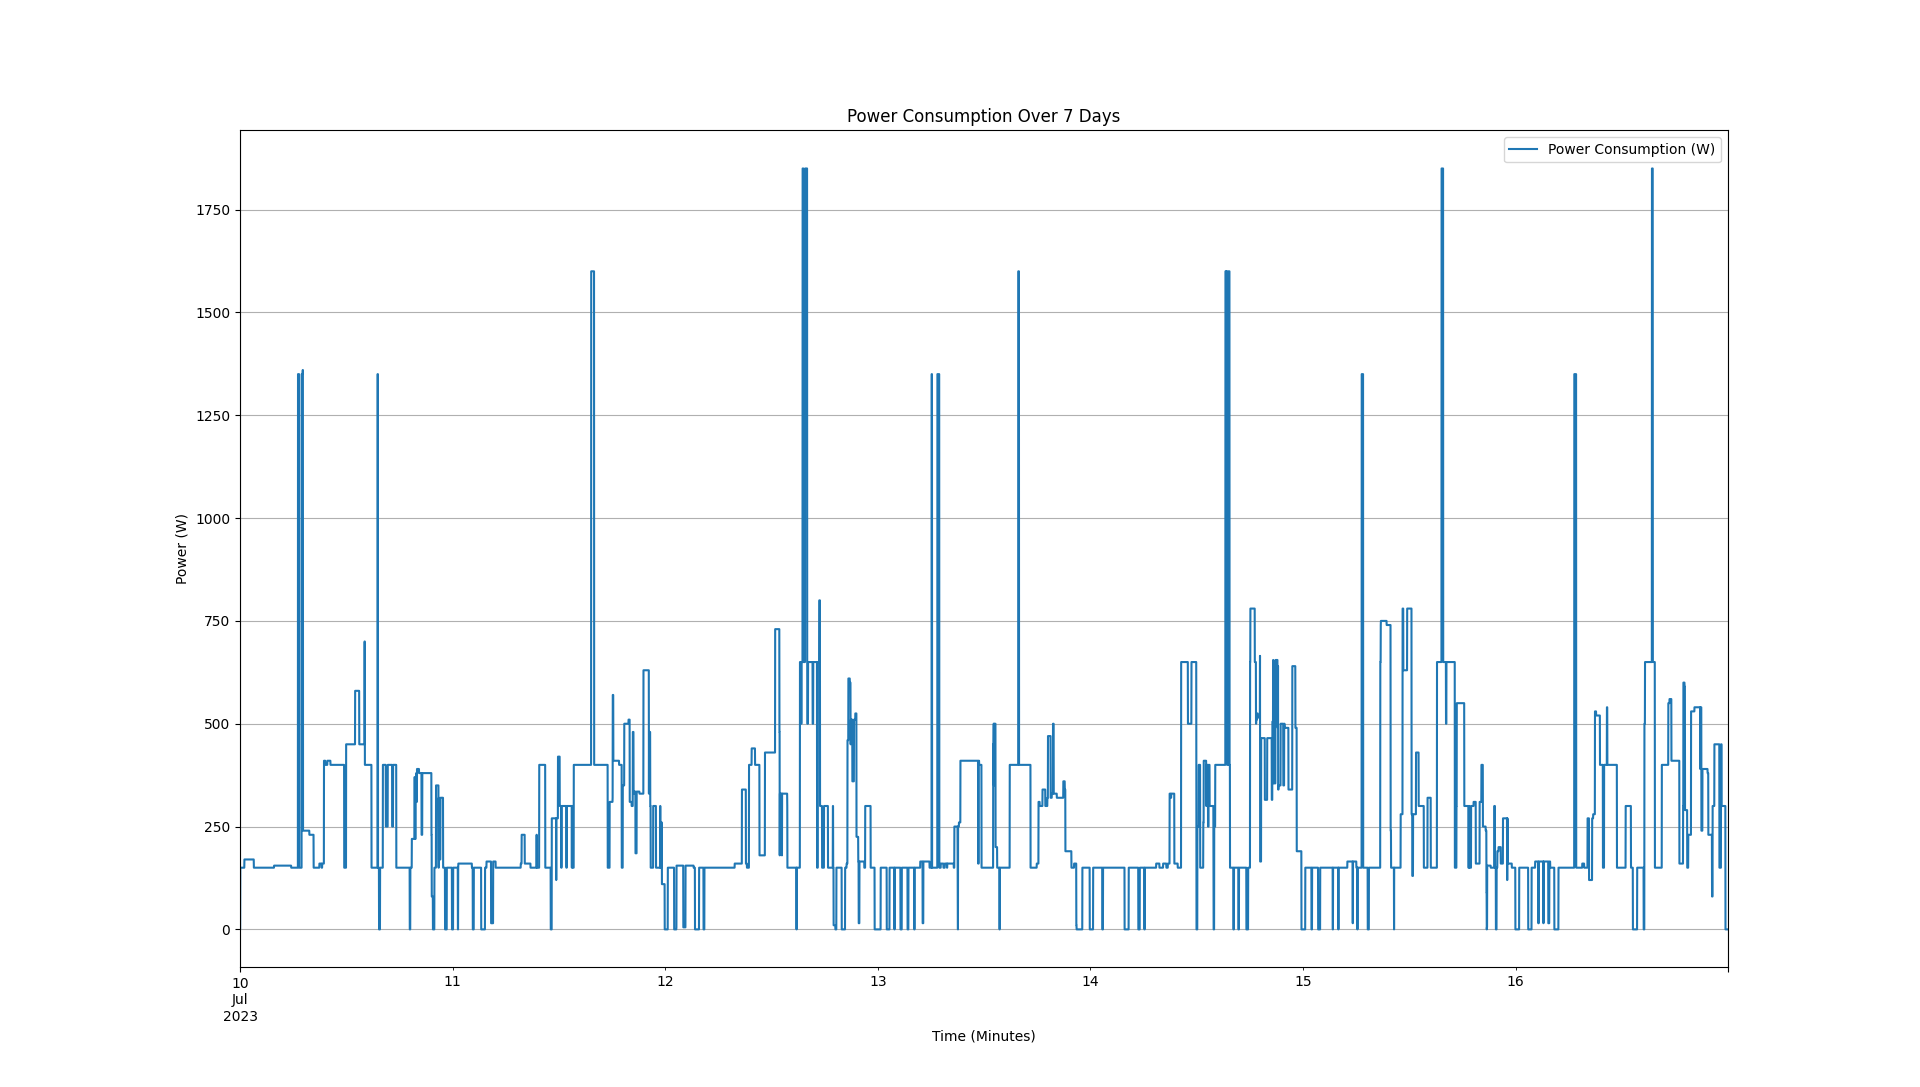 Power Consumption Over 7 Days
Power Consumption (W)
1750
1500
1250
1000
750
500
250
0
Power (W)
10 11 12 13 14 15 16
Jul
2023
Time (Minutes)